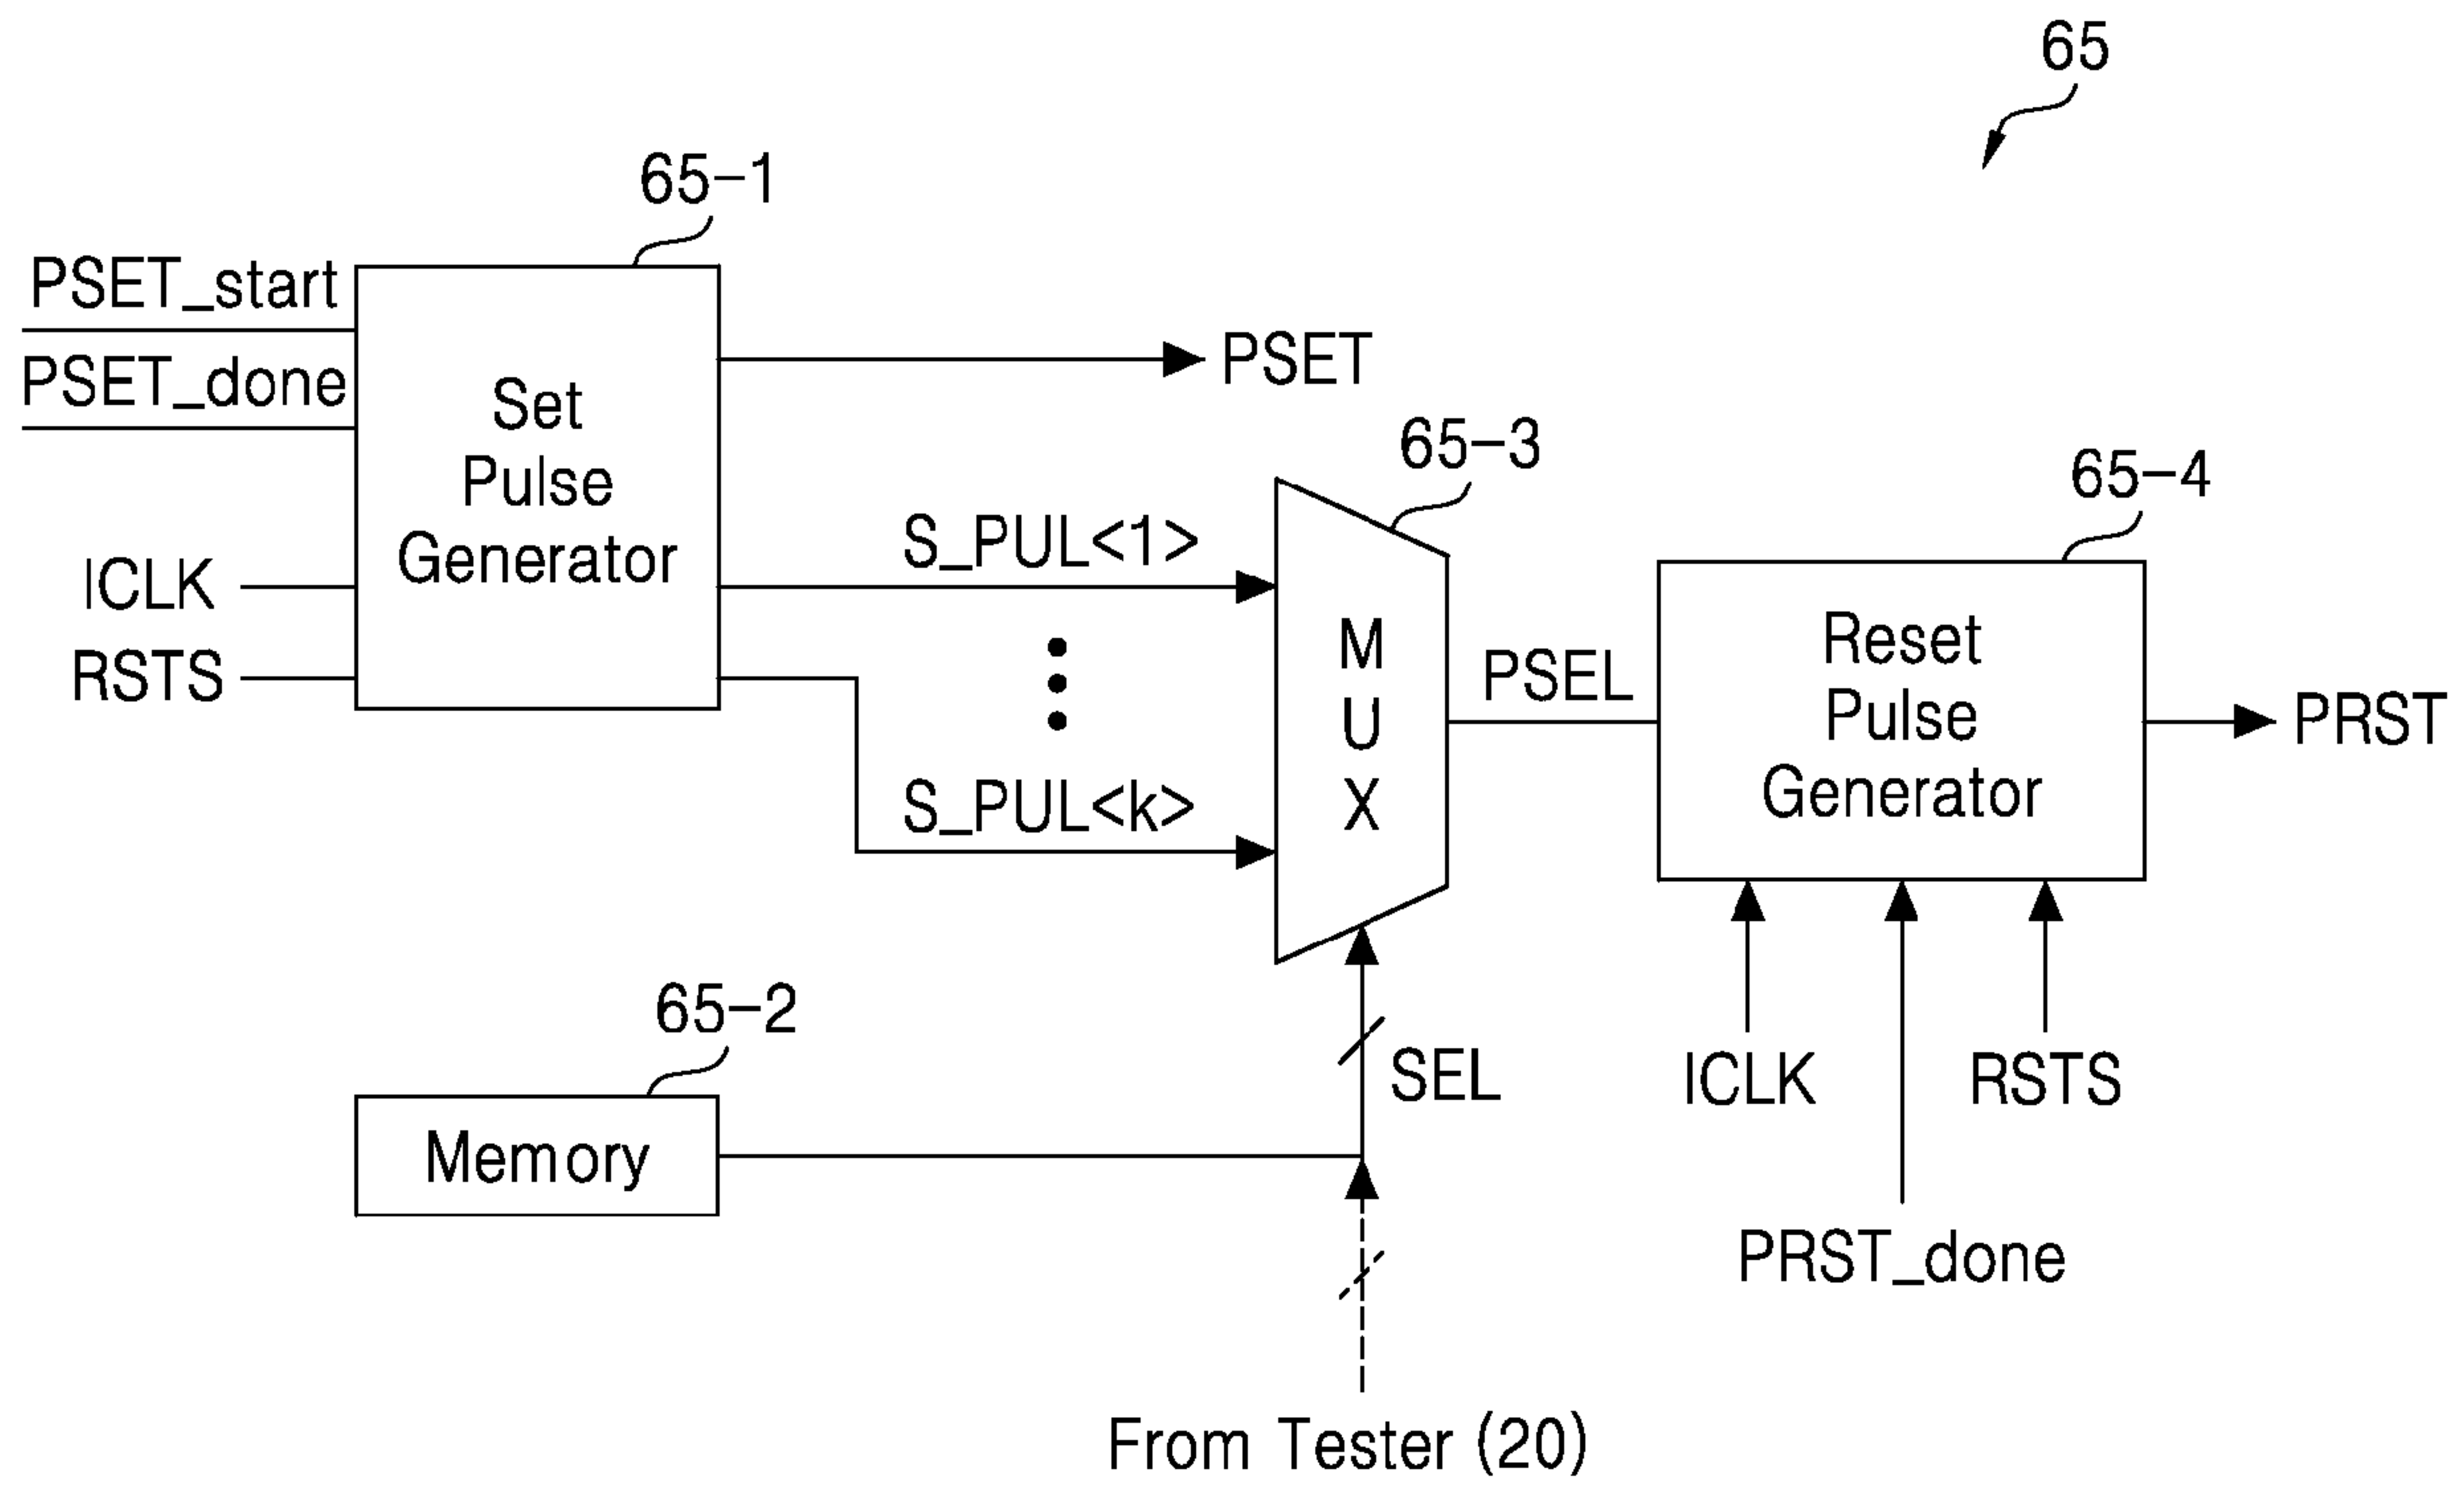 65
65-1
PSET_start
PSET_done
ICLK
RSTS
Set
Pulse
Generator
PSET
S_PUL<1>
S_PUL<k>
65-3
M
U
X
PSEL
65-4
Reset
Pulse
Generator
PRST
65-2
Memory
SEL
ICLK
RSTS
PRST_done
From Tester (20)